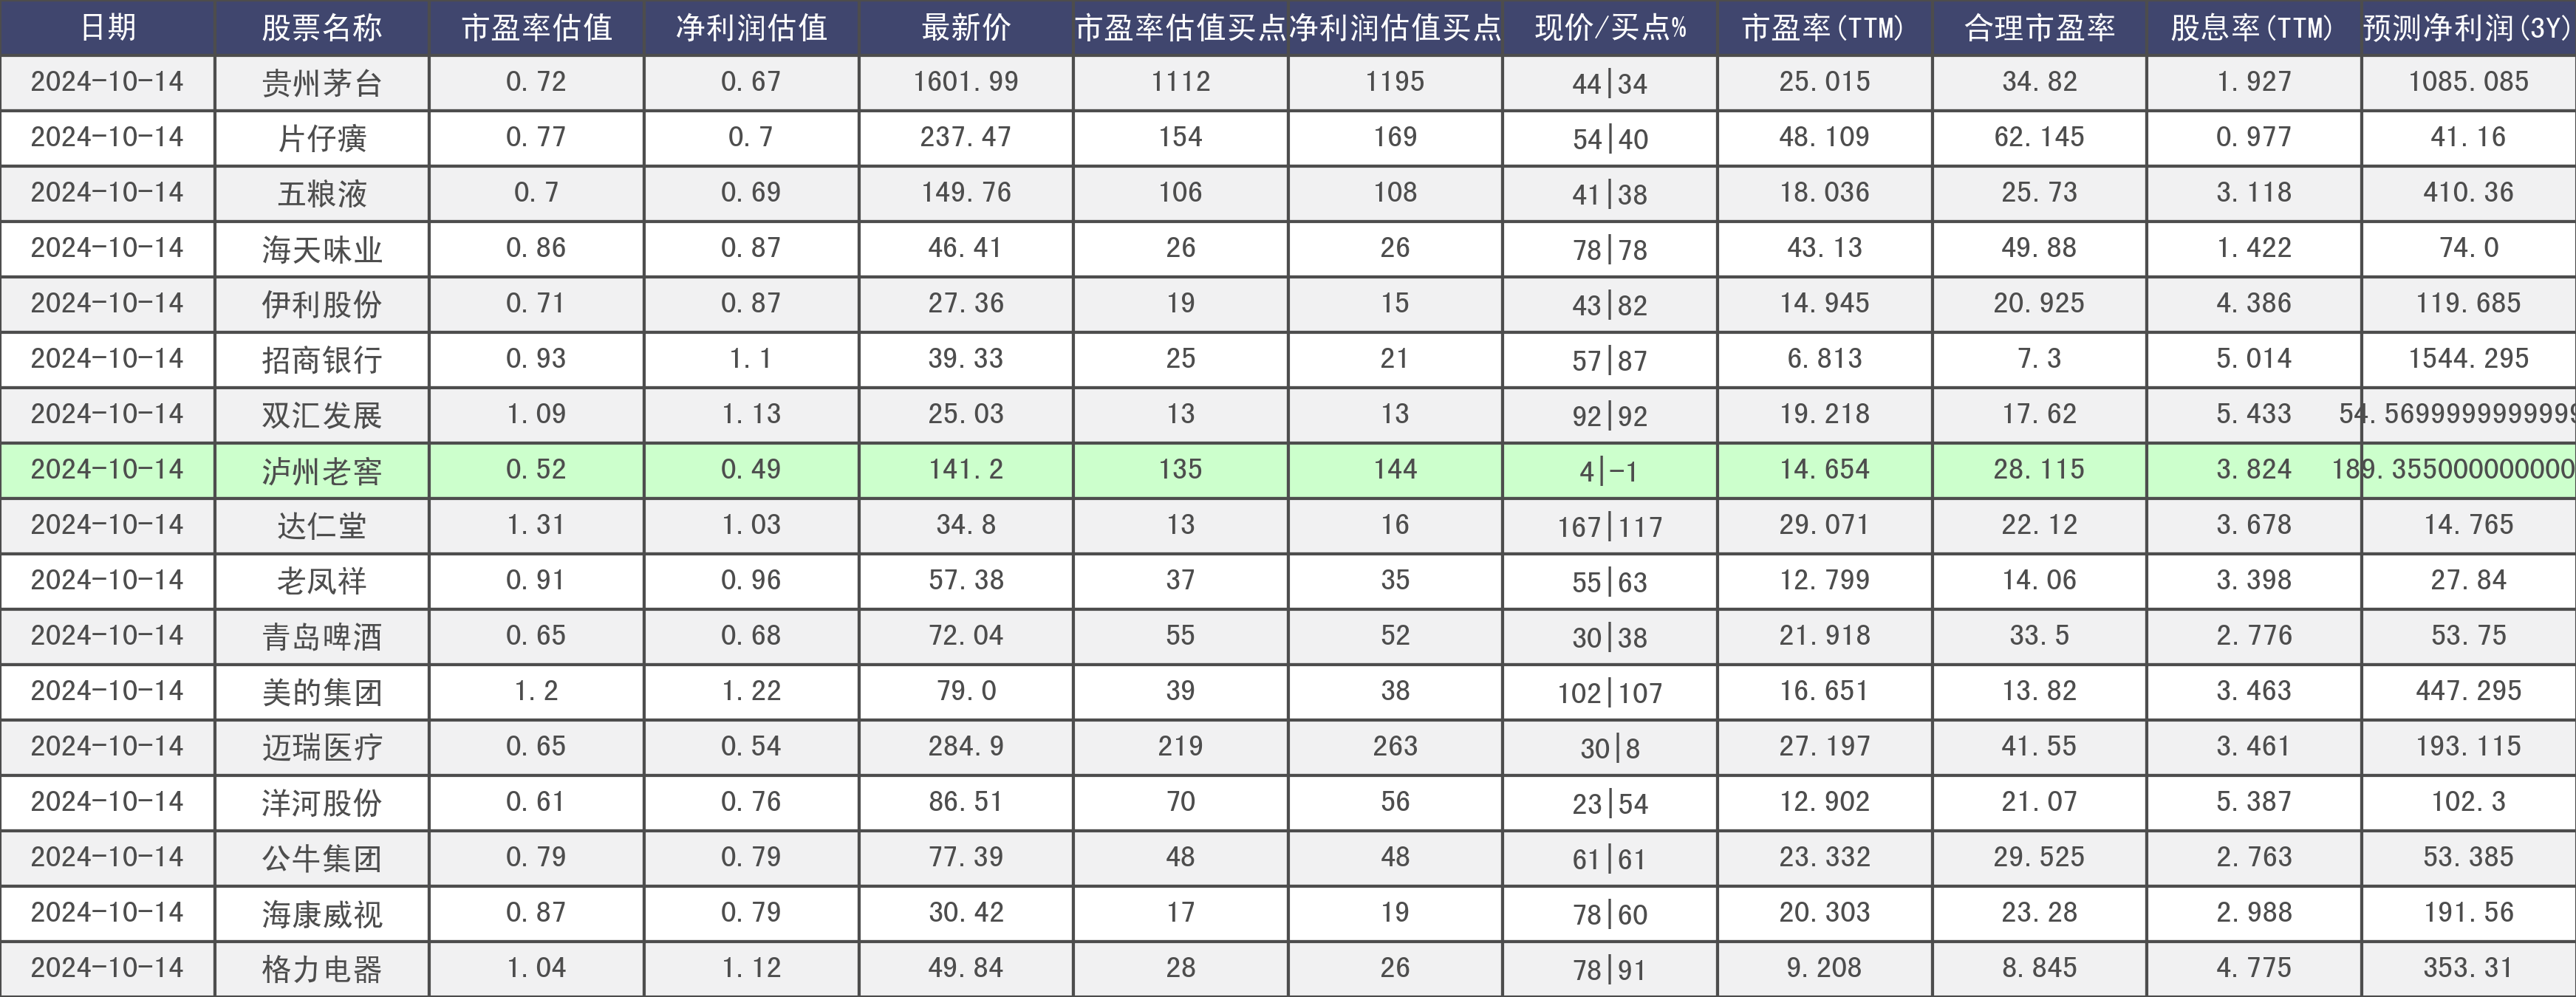 日期 股票名称 市盈率估值 净利润估值 最新价 市盈率估值买点 净利润估值买点 现价/买点% 市盈率(TTM) 合理市盈率 股息率(TTM) 预测净利润(3Y)
2024-10-14 贵州茅台 0.72 0.67 1601.99 1112 1195 44|34 25.015 34.82 1.927 1085.085
2024-10-14 片仔癀 0.77 0.7 237.47 154 169 54|40 48.109 62.145 0.977 41.16
2024-10-14 五粮液 0.7 0.69 149.76 106 108 41|38 18.036 25.73 3.118 410.36
2024-10-14 海天味业 0.86 0.87 46.41 26 26 78|78 43.13 49.88 1.422 74.0
2024-10-14 伊利股份 0.71 0.87 27.36 19 15 43|82 14.945 20.925 4.386 119.685
2024-10-14 招商银行 0.93 1.1 39.33 25 21 57|87 6.813 7.3 5.014 1544.295
2024-10-14 双汇发展 1.09 1.13 25.03 13 13 92|92 19.218 17.62 5.433 54.5699999999999
2024-10-14 泸州老窖 0.52 0.49 141.2 135 144 4|-1 14.654 28.115 3.824 189.355000000000
2024-10-14 达仁堂 1.31 1.03 34.8 13 16 167|117 29.071 22.12 3.678 14.765
2024-10-14 老凤祥 0.91 0.96 57.38 37 35 55|63 12.799 14.06 3.398 27.84
2024-10-14 青岛啤酒 0.65 0.68 72.04 55 52 30|38 21.918 33.5 2.776 53.75
2024-10-14 美的集团 1.2 1.22 79.0 39 38 102|107 16.651 13.82 3.463 447.295
2024-10-14 迈瑞医疗 0.65 0.54 284.9 219 263 30|8 27.197 41.55 3.461 193.115
2024-10-14 洋河股份 0.61 0.76 86.51 70 56 23|54 12.902 21.07 5.387 102.3
2024-10-14 公牛集团 0.79 0.79 77.39 48 48 61|61 23.332 29.525 2.763 53.385
2024-10-14 海康威视 0.87 0.79 30.42 17 19 78|60 20.303 23.28 2.988 191.56
2024-10-14 格力电器 1.04 1.12 49.84 28 26 78|91 9.208 8.845 4.775 353.31